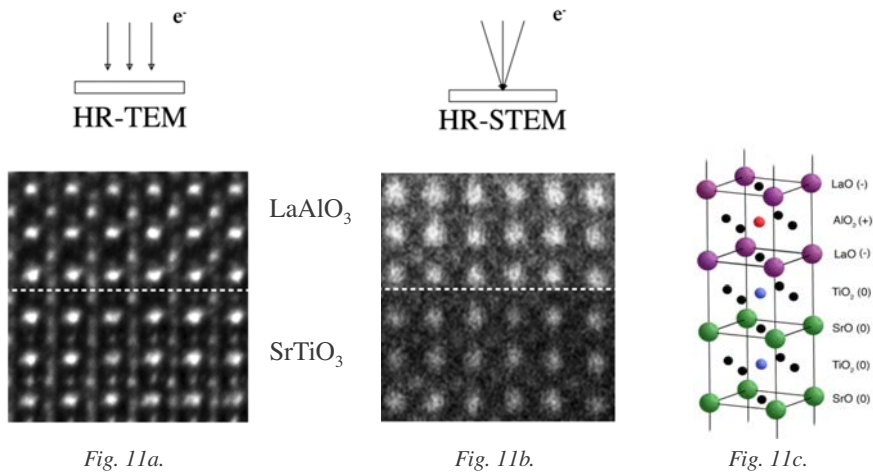 e-
HR-TEM
e-
HR-STEM
LaAlO3
SrTiO3
LaO (-)
AlO2 (+)
LaO (-)
TiO2 (0)
SrO (0)
TiO2 (0)
SrO (0)
Fig. 11a.
Fig. 11b.
Fig. 11c.